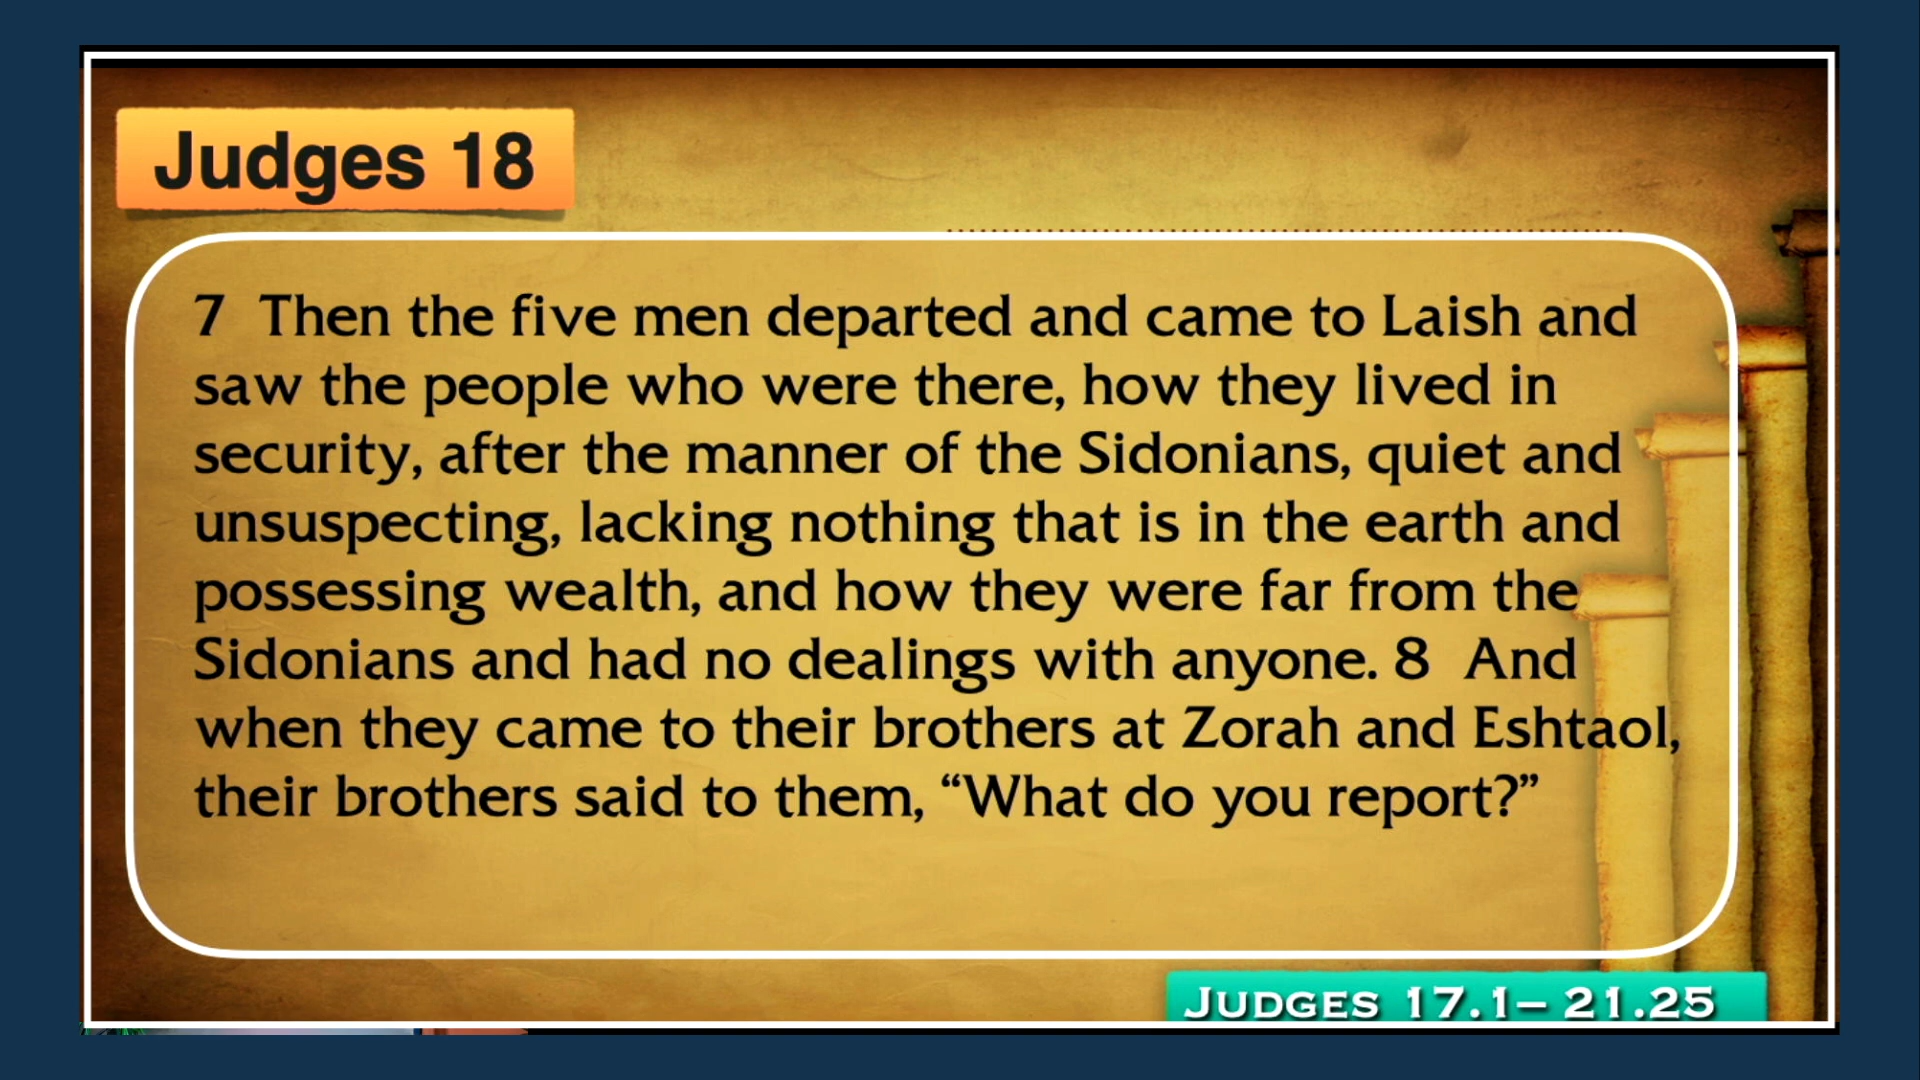 Judges 18
7 Then the five men departed and came to Laish and
saw the people who were there, how they lived in
security, after the manner of the Sidonians, quiet and
unsuspecting, lacking nothing that is in the earth and
possessing wealth, and how they were far from the
Sidonians and had no dealings with anyone. 8 And
when they came to their brothers at Zorah and Eshtaol,
their brothers said to them, “What do you report?”
JUDGES 17.1– 21.25